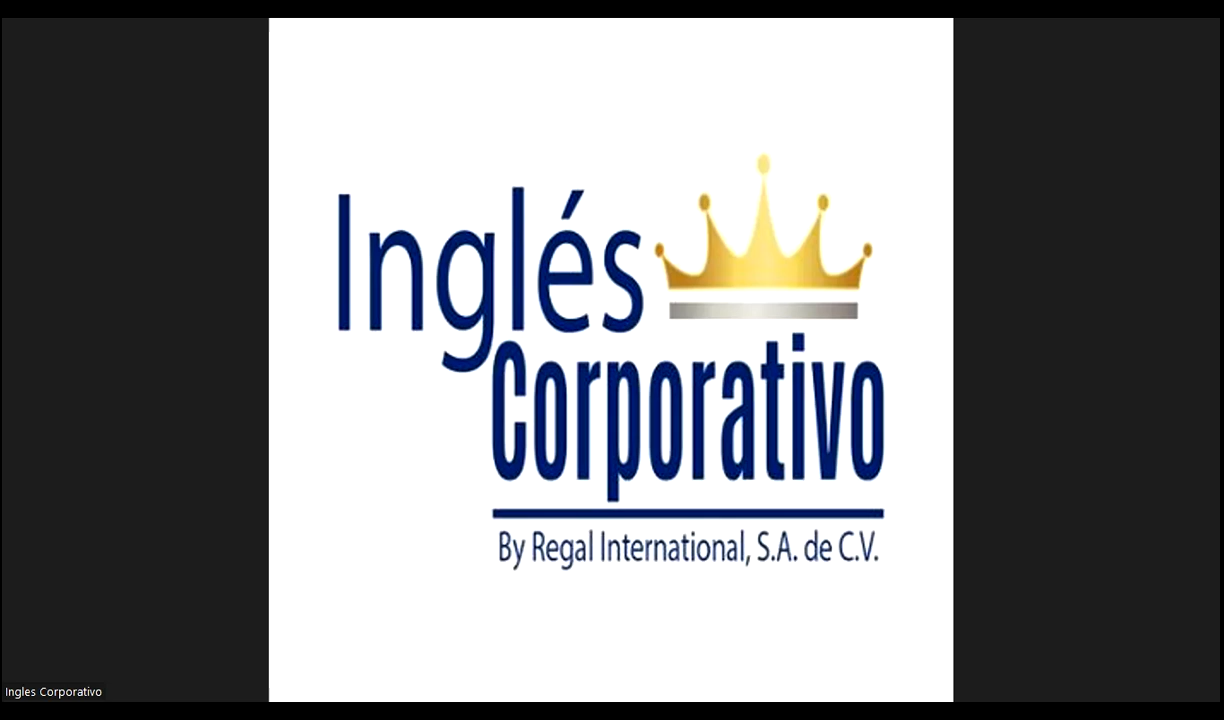 Inglés
Corporativo
By Regal International, S.A. de C.V.
Ingles Corporativo